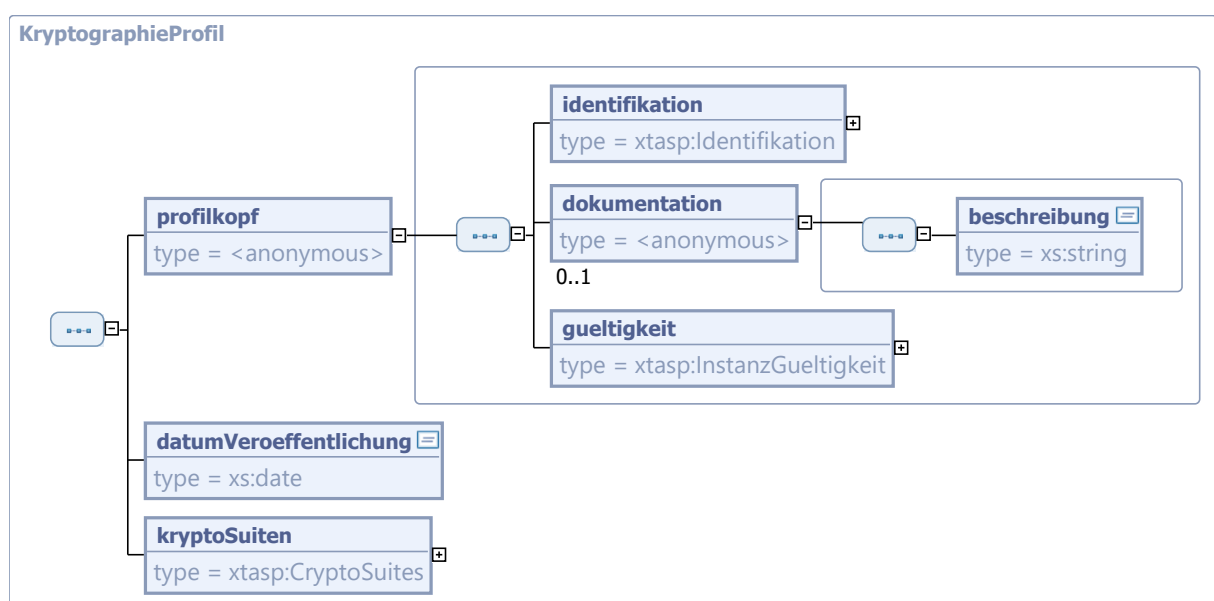 KryptographieProfil
identifikation
type = xtasp:Identifikation
profilkopf
type = <anonymous>
dokumentation
type = <anonymous>
0..1
beschreibung
type = xs:string
gueltigkeit
type = xtasp:InstanzGueltigkeit
datumVeroeffentlichung
type = xs:date
kryptoSuiten
type = xtasp:CryptoSuites